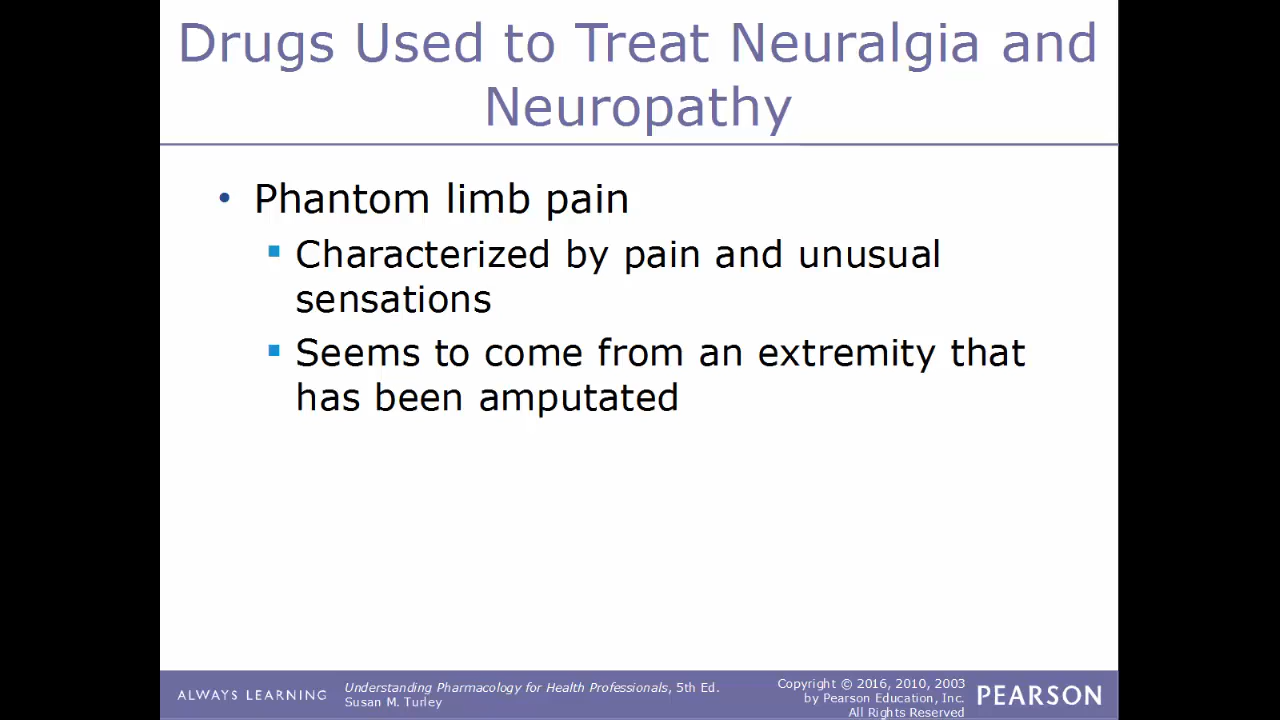 Drugs Used to Treat Neuralgia and
Neuropathy
• Phantom limb pain
▪ Characterized by pain and unusual
sensations
▪ Seems to come from an extremity that
has been amputated
ALWAYS LEARNING
Understanding Pharmacology for Health Professionals, 5th Ed.
Susan M. Turley
Copyright © 2016, 2010, 2003
by Pearson Education, Inc.
All Rights Reserved
PEARSON